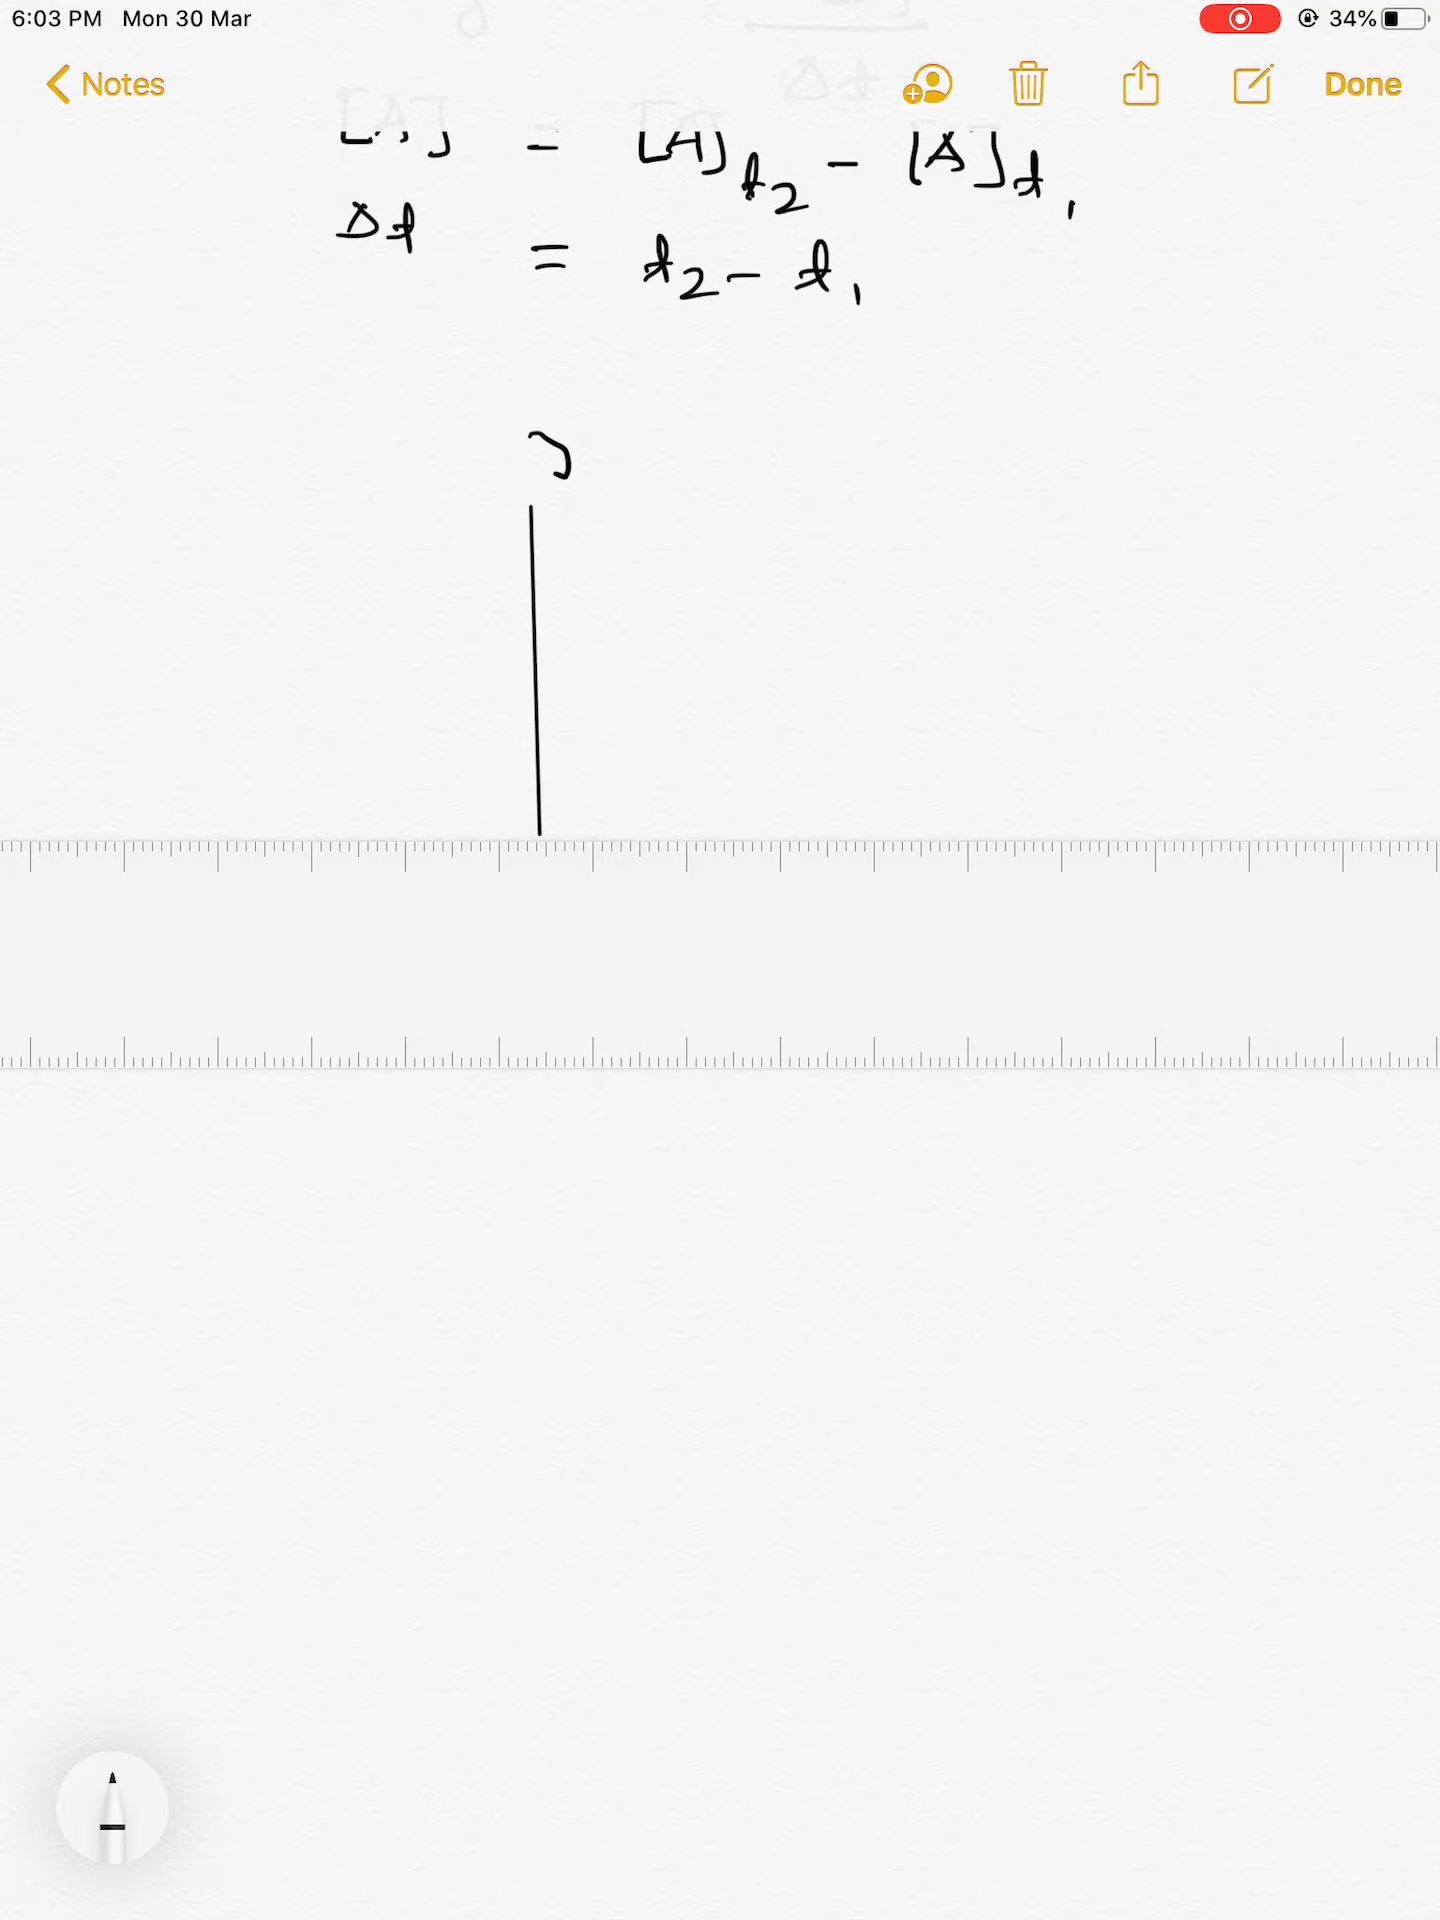 6:03 PM Mon 30 Mar 34%
Notes Done
[A] = [A]t2 - [A]t1
Δt = t2 - t1